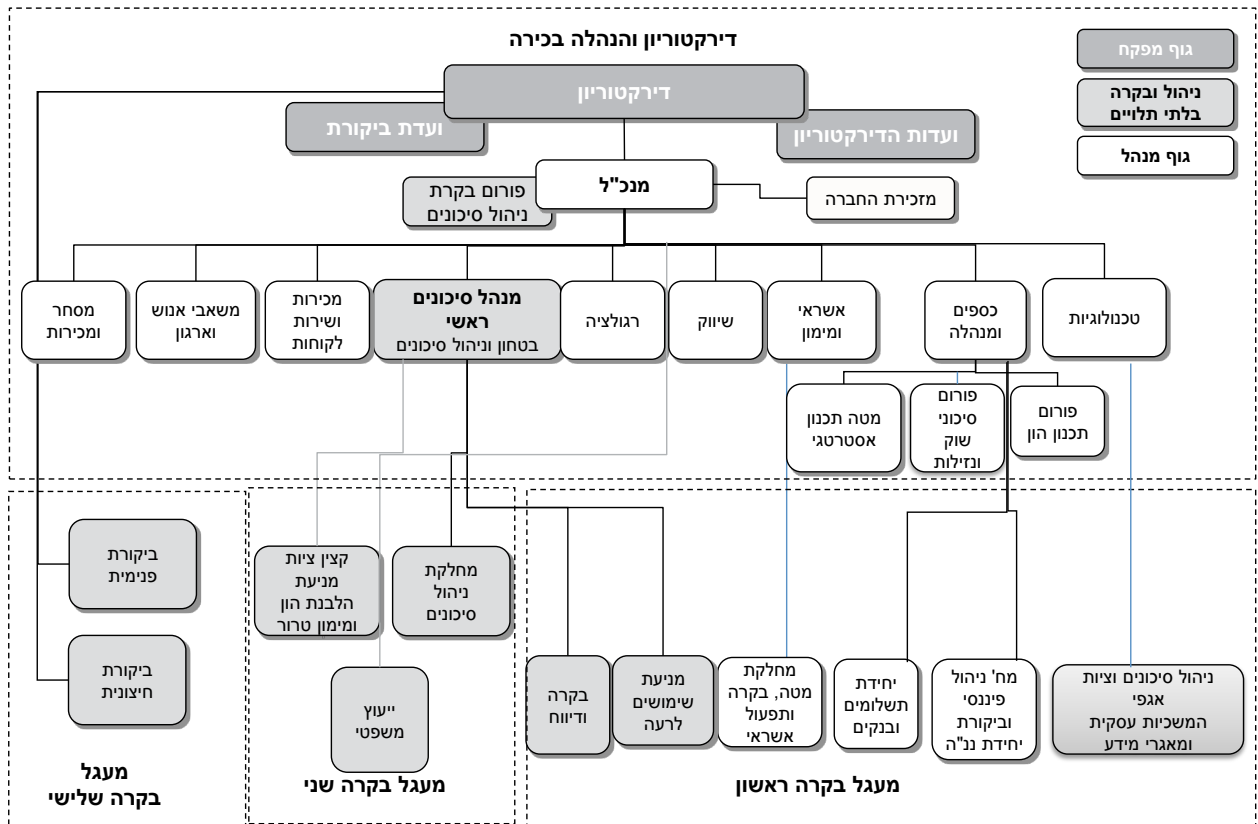 דירקטוריון והנהלה בכירה
גוף מפקח
ניהול ובקרה
בלתי תלויים
גוף מנהל
דירקטוריון
ועדות הדירקטוריון
ועדת ביקורת
מנכ"ל
פורום בקרת
ניהול סיכונים
מזכירת החברה
טכנולוגיות
כספים
ומנהלה
אשראי
ומימון
שיווק
רגולציה
מנהל סיכונים
ראשי
בטחון וניהול סיכונים
מכירות
ושירות
לקוחות
משאבי אנוש
וארגון
מסחר
ומכירות
פורום
תכנון הון
פורום
סיכוני
שוק
ונזילות
מטה תכנון
אסטרטגי
ניהול סיכונים וציות
אגפי
המשכיות עסקית
ומאגרי מידע
מח' ניהול
פיננסי
וביקורת
יחידת ננ"ה
יחידת
תשלומים
ובנקים
מחלקת
מטה, בקרה
ותפעול
אשראי
מניעת
שימושים
לרעה
בקרה
ודיווח
מעגל בקרה ראשון
מחלקת
ניהול
סיכונים
קצין ציות
מניעת
הלבנת הון
ומימון טרור
ייעוץ
משפטי
מעגל בקרה שני
ביקורת
פנימית
ביקורת
חיצונית
מעגל
בקרה שלישי